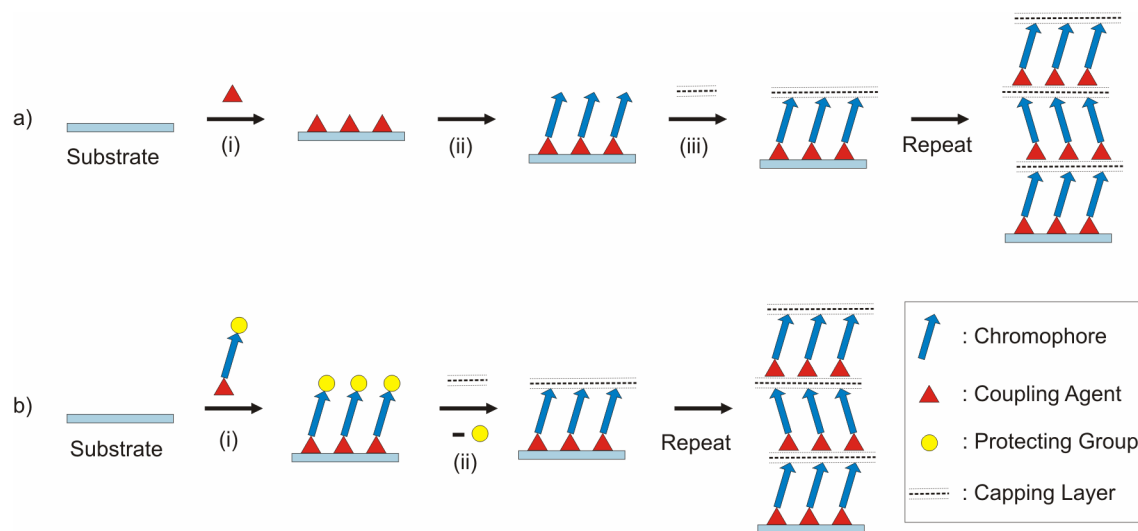 a)
Substrate
(i)
(ii)
(iii)
Repeat
b)
Substrate
(i)
(ii)
Repeat
: Chromophore
: Coupling Agent
: Protecting Group
: Capping Layer